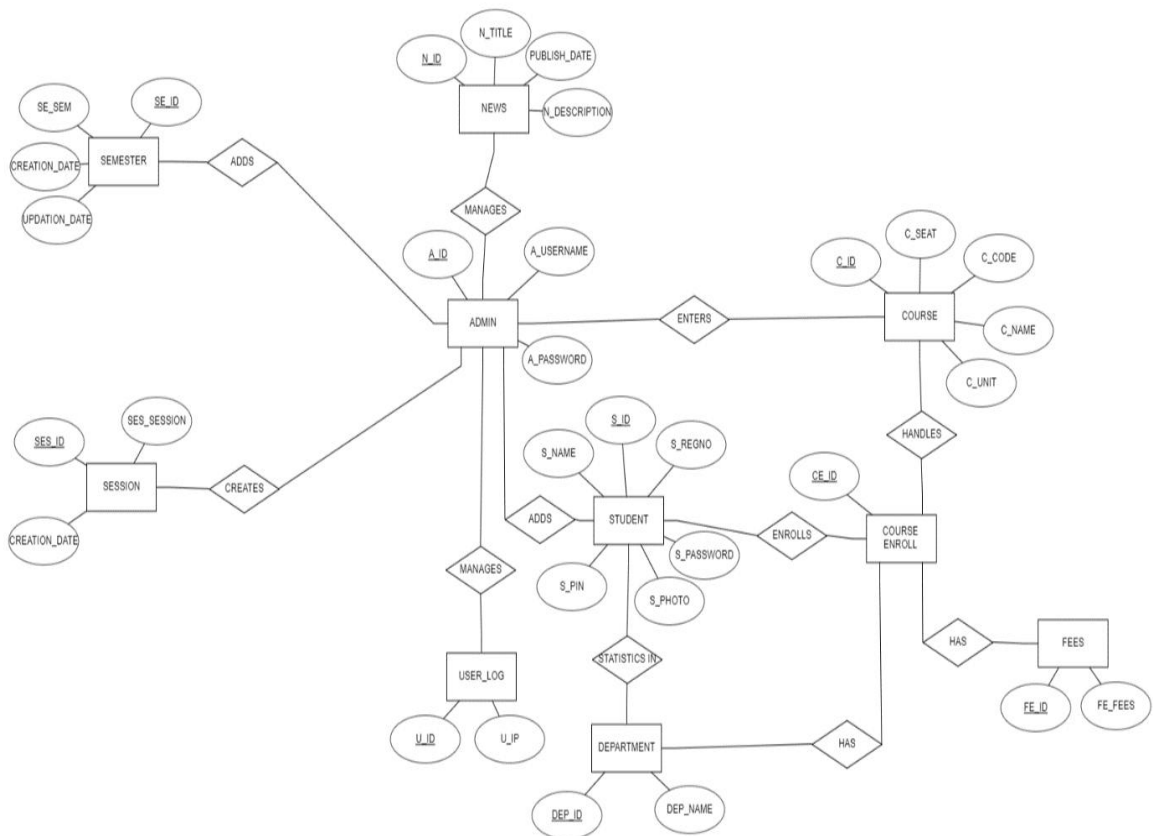 N_TITLE
N_ID
PUBLISH_DATE
NEWS
N_DESCRIPTION
SE_SEM
SE_ID
SEMESTER
ADDS
CREATION_DATE
UPDATION_DATE
MANAGES
A_ID
A_USERNAME
ADMIN
A_PASSWORD
ENTERS
C_SEAT
C_ID
C_CODE
COURSE
C_NAME
C_UNIT
HANDLES
SES_SESSION
SES_ID
SESSION
CREATES
CREATION_DATE
S_ID
S_NAME
S_REGNO
ADDS
STUDENT
S_PASSWORD
S_PIN
S_PHOTO
ENROLLS
CE_ID
COURSE
ENROLL
MANAGES
STATISTICS IN
HAS
FEES
FE_ID
FE_FEES
USER_LOG
U_ID
U_IP
DEPARTMENT
HAS
DEP_ID
DEP_NAME